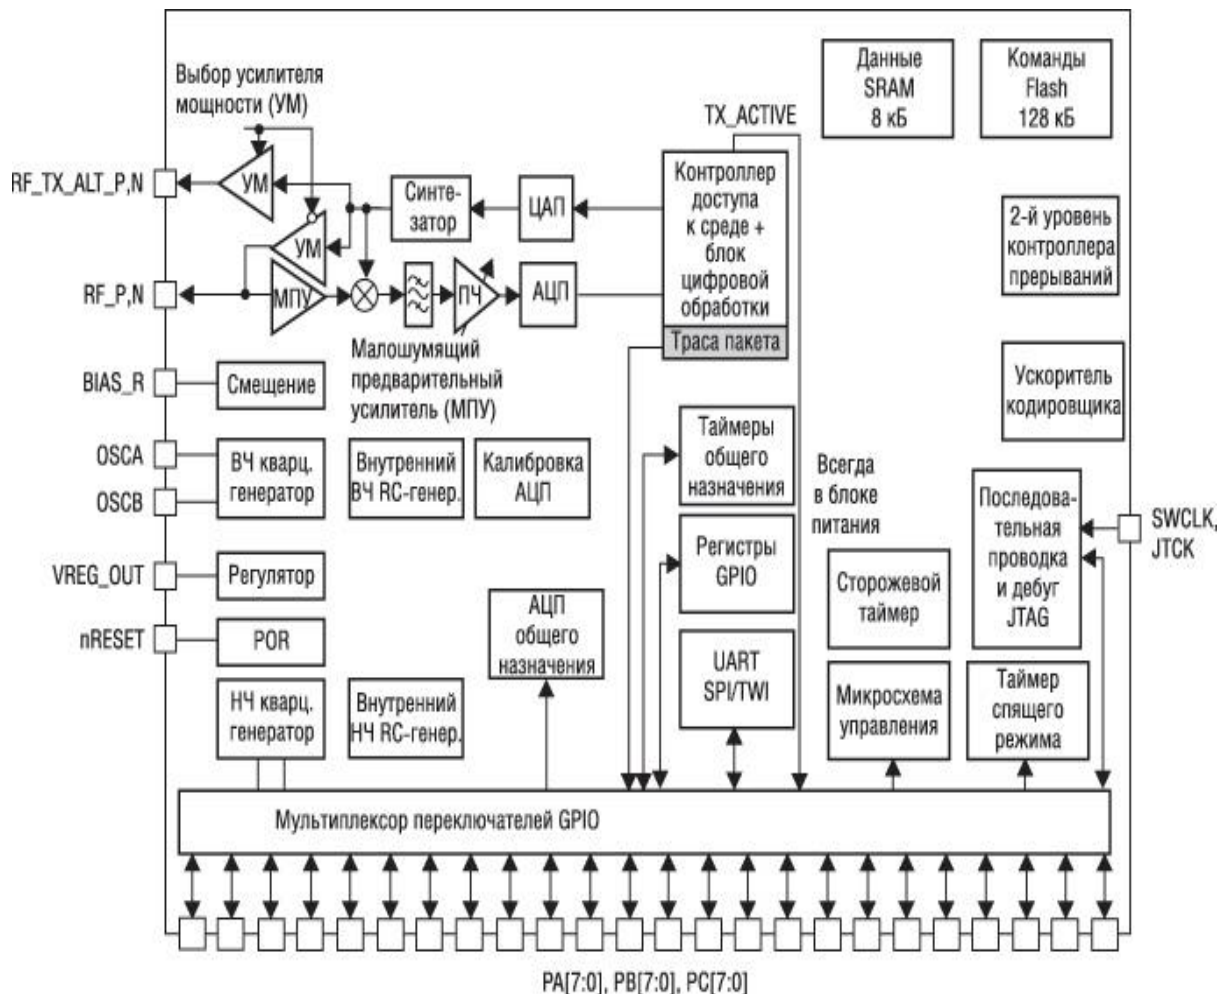 Выбор усилителя
мощности (УМ)
Данные
SRAM
8 кБ
Команды
Flash
128 кБ
TX_ACTIVE
RF_TX_ALT_P,N
УМ
Синте-
затор
ЦАП
Контроллер
доступа
к среде +
блок
цифровой
обработки
Траса пакета
2-й уровень
контроллера
прерываний
УМ
RF_P,N
МПУ
ПЧ
АЦП
Малошумящий
предварительный
усилитель (МПУ)
BIAS_R
Смещение
Ускоритель
кодировщика
OSCA
OSCB
ВЧ кварц.
генератор
Внутренний
ВЧ RC-генер.
Калибровка
АЦП
Таймеры
общего
назначения
Всегда
в блоке
питания
Последова-
тельная
проводка
и дебуг
JTAG
SWCLK,
JTCK
VREG_OUT
Регулятор
Регистры
GPIO
Сторожевой
таймер
nRESET
POR
АЦП
общего
назначения
UART
SPI/TWI
НЧ кварц.
генератор
Внутренний
НЧ RC-генер.
Микросхема
управления
Таймер
спящего
режима
Мультиплексор переключателей GPIO
PA[7:0], PB[7:0], PC[7:0]